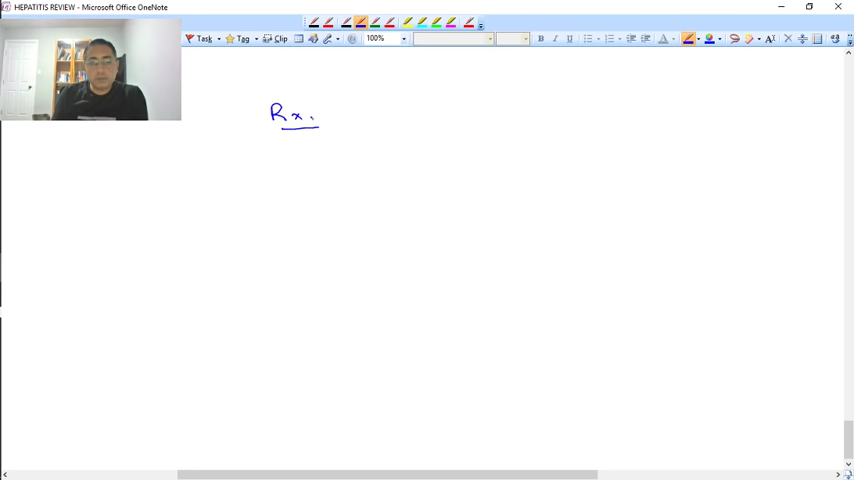 HEPATITIS REVIEW - Microsoft Office OneNote
Task Tag Clip 100% B I U A
Rx.